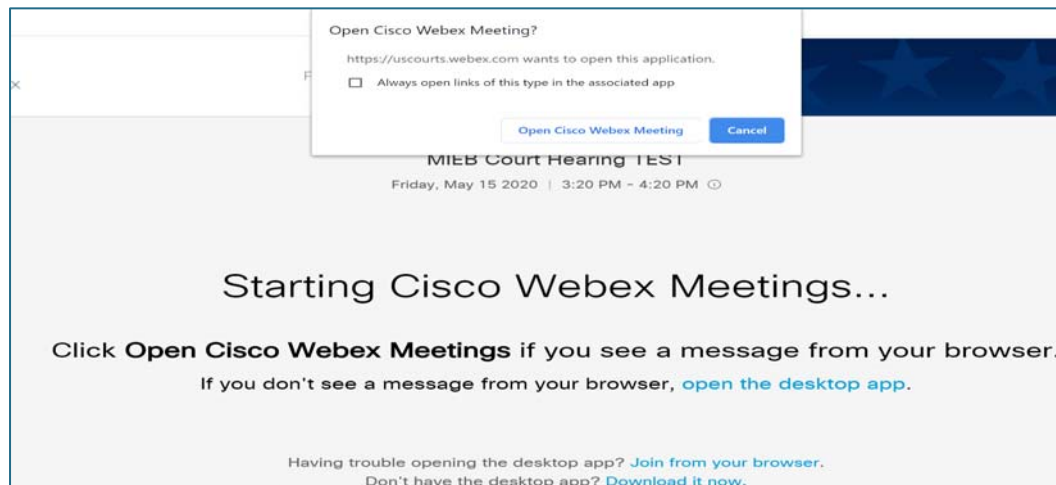 Open Cisco Webex Meeting?
https://uscourts.webex.com wants to open this application.
Always open links of this type in the associated app
Open Cisco Webex Meeting Cancel
MIEB Court Hearing TEST
Friday, May 15 2020 | 3:20 PM - 4:20 PM
Starting Cisco Webex Meetings...
Click Open Cisco Webex Meetings if you see a message from your browser.
If you don't see a message from your browser, open the desktop app.
Having trouble opening the desktop app? Join from your browser.
Don't have the desktop app? Download it now.